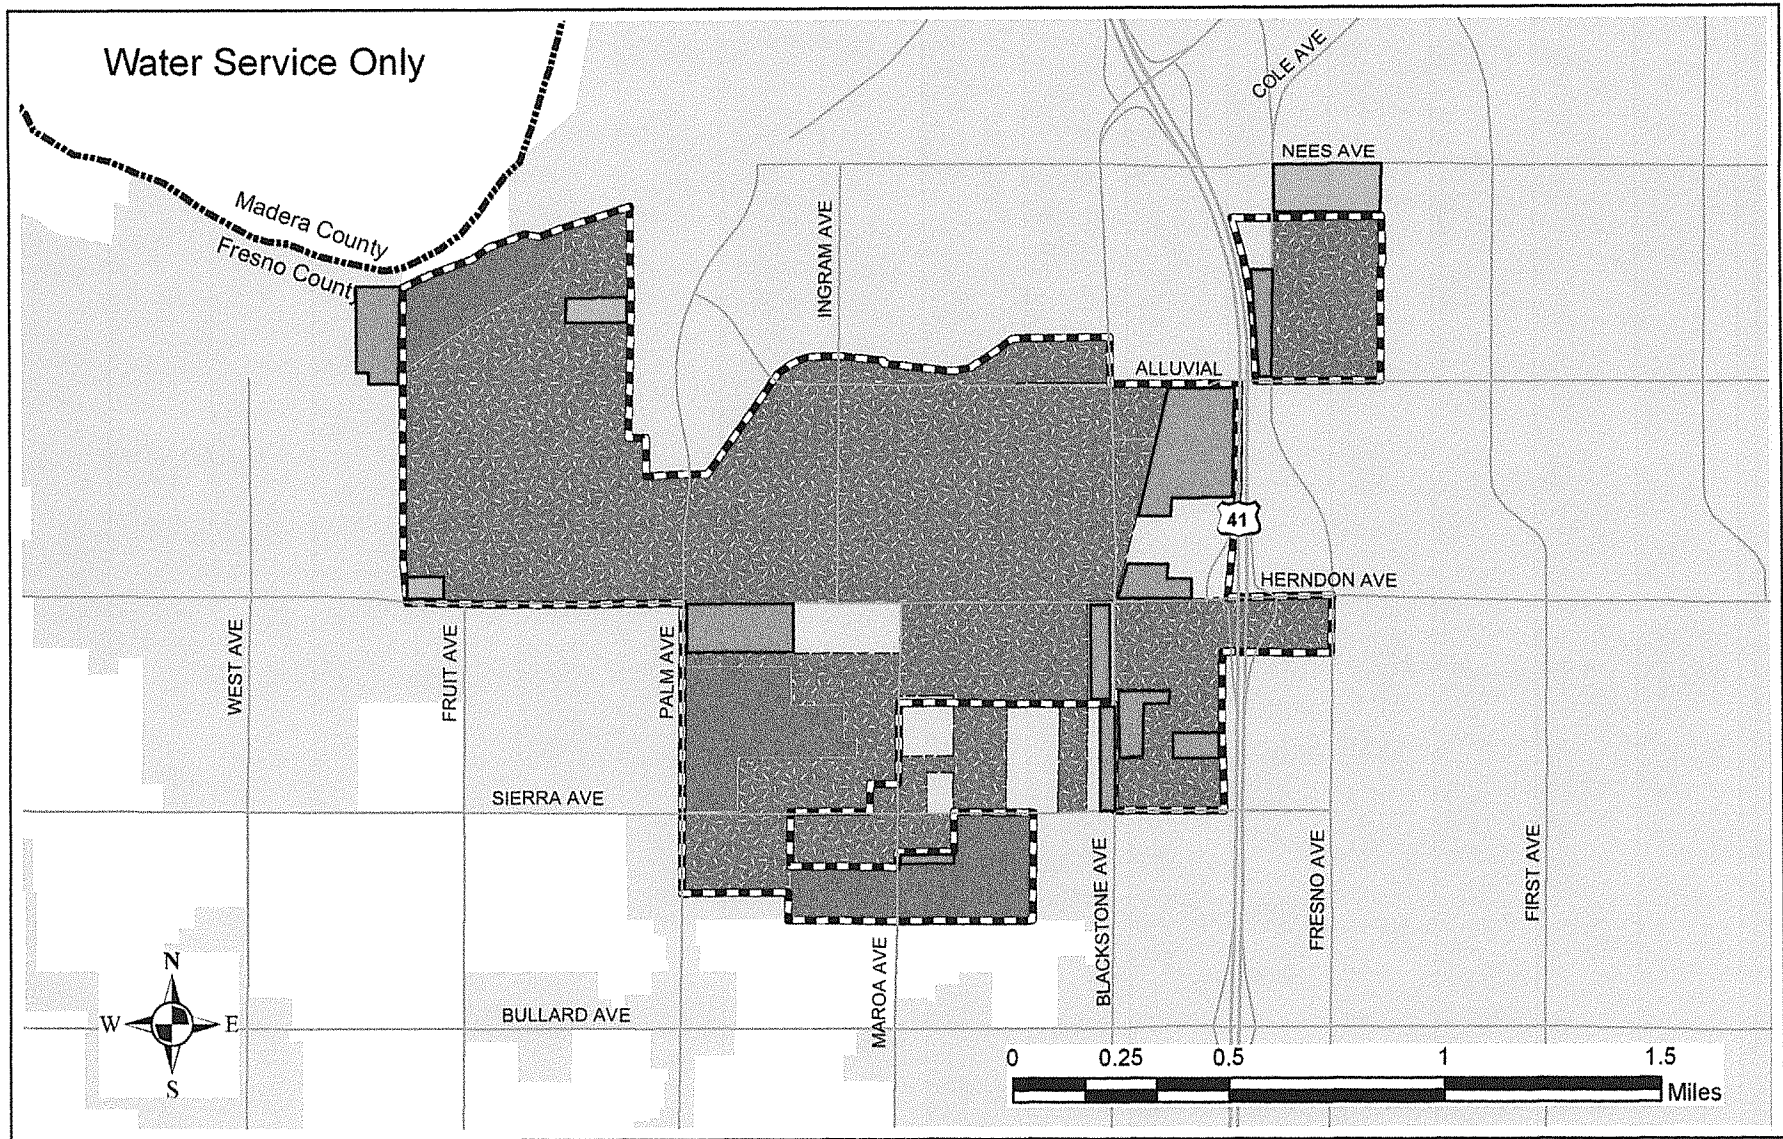 Water Service Only
COLE AVE
NEES AVE
Madera County
Fresno County
INGRAM AVE
ALLUVIAL
41
HERNDON AVE
WEST AVE
FRUIT AVE
PALM AVE
SIERRA AVE
BLACKSTONE AVE
FRESNO AVE
FIRST AVE
MAROA AVE
BULLARD AVE
N
W E
S
0 0.25 0.5 1 1.5
Miles